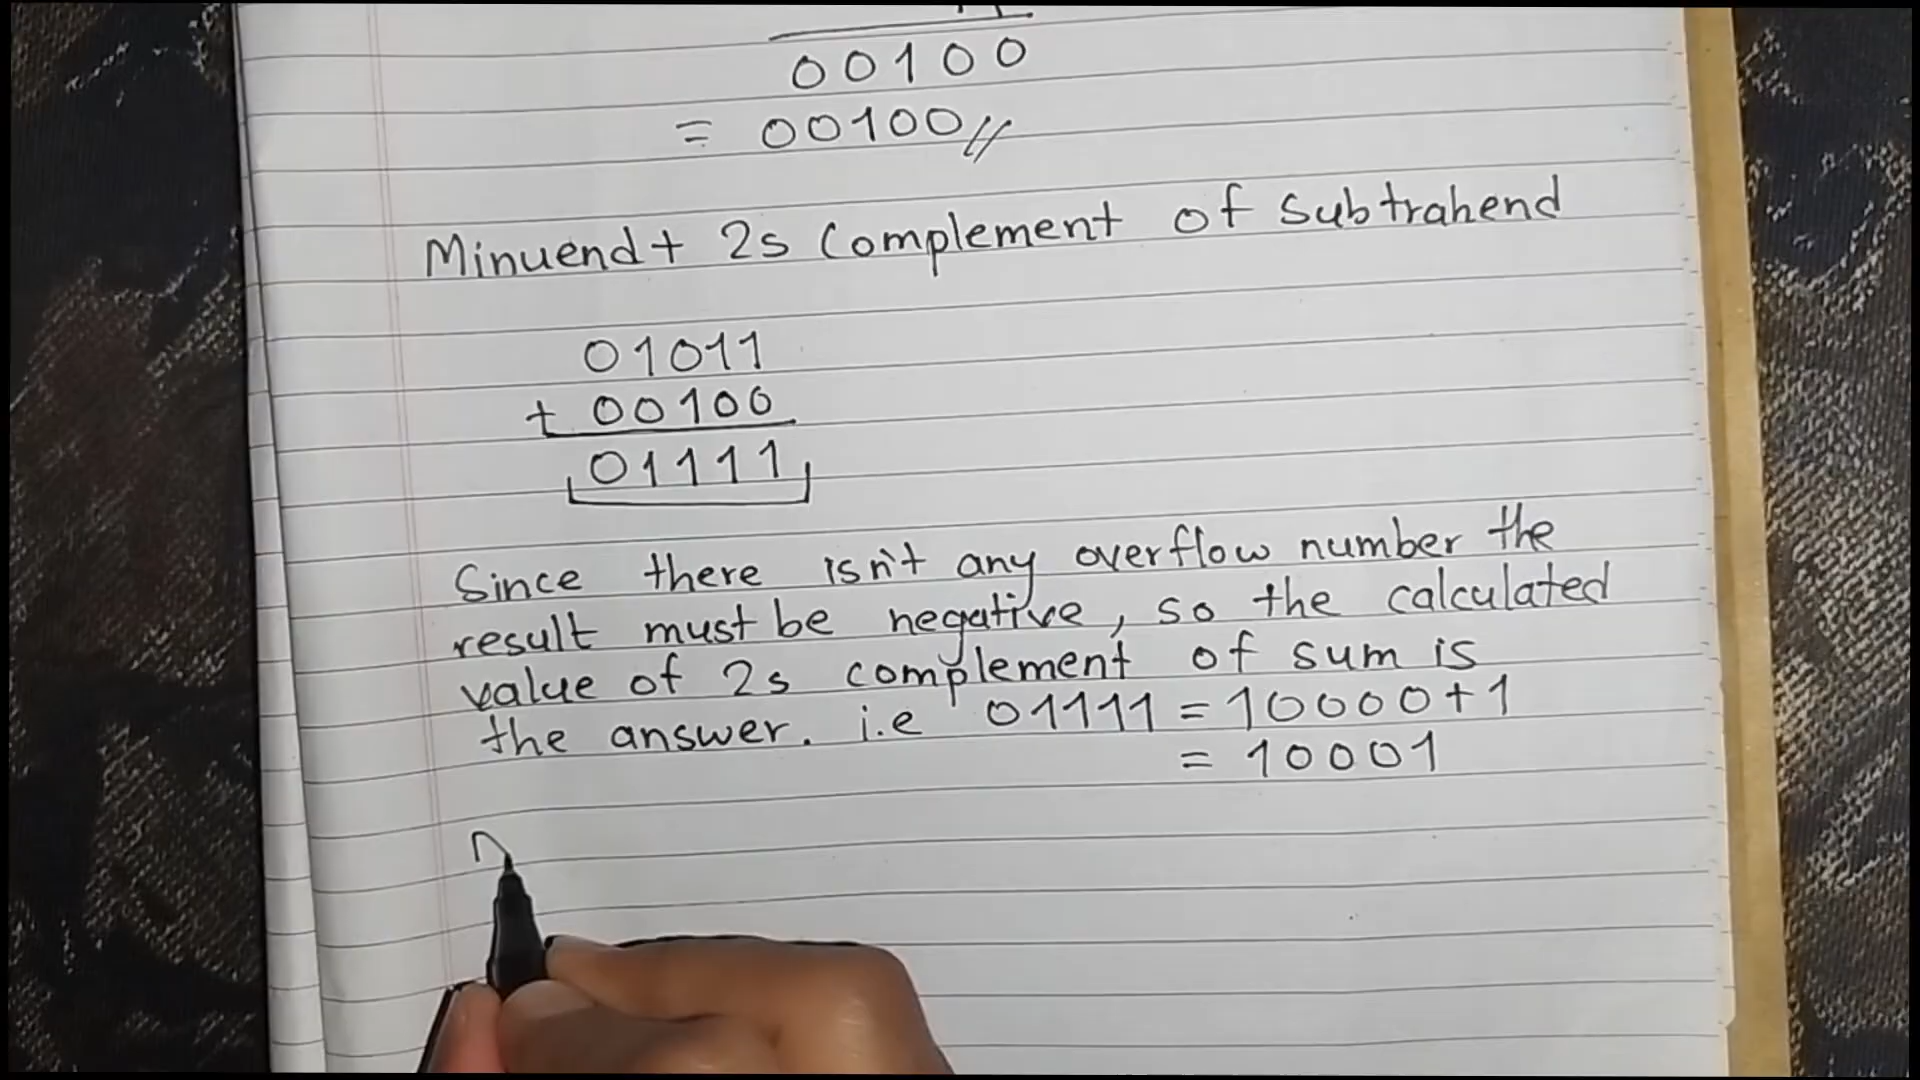 00100
= 00100//
Minuend + 2s complement of subtrahend
01011
+ 00100
01111
Since there isn't any overflow number the
result must be negative, so the calculated
value of 2s complement of sum is
the answer. i.e 01111 = 10000+1
= 10001